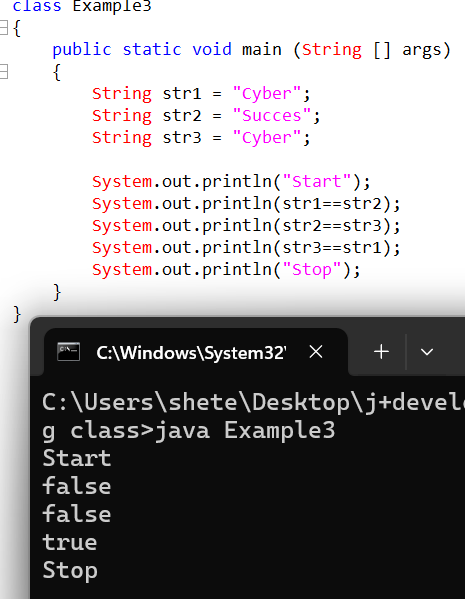 class Example3
{
public static void main (String [] args)
{
String str1 = "Cyber";
String str2 = "Succes";
String str3 = "Cyber";
System.out.println("Start");
System.out.println(str1==str2);
System.out.println(str2==str3);
System.out.println(str3==str1);
System.out.println("Stop");
}
}
C:\Windows\System32\
C:\Users\shete\Desktop\j+devel
g class>java Example3
Start
false
false
true
Stop